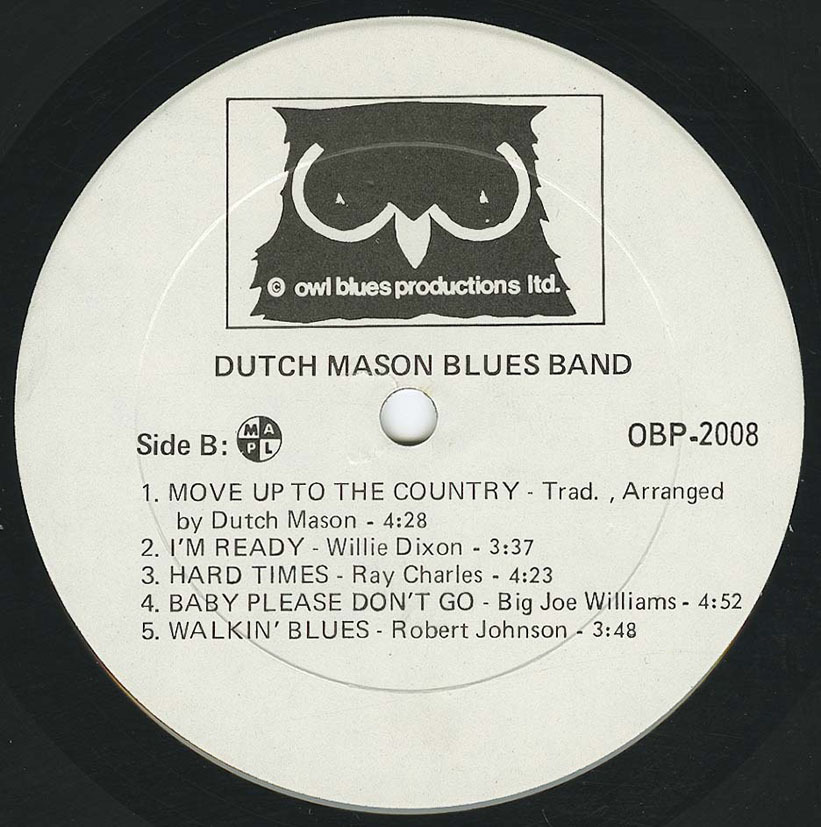 © owl blues productions ltd.
DUTCH MASON BLUES BAND
Side B: M A P L OBP-2008
1. MOVE UP TO THE COUNTRY - Trad. , Arranged
by Dutch Mason - 4:28
2. I'M READY - Willie Dixon - 3:37
3. HARD TIMES - Ray Charles - 4:23
4. BABY PLEASE DON'T GO - Big Joe Williams - 4:52
5. WALKIN' BLUES - Robert Johnson - 3:48